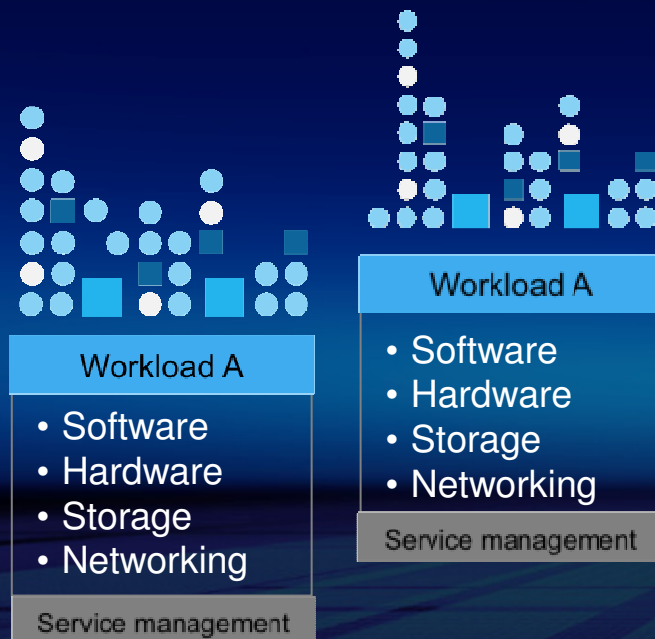 Workload A
• Software
• Hardware
• Storage
• Networking
Service management
Workload A
• Software
• Hardware
• Storage
• Networking
Service management